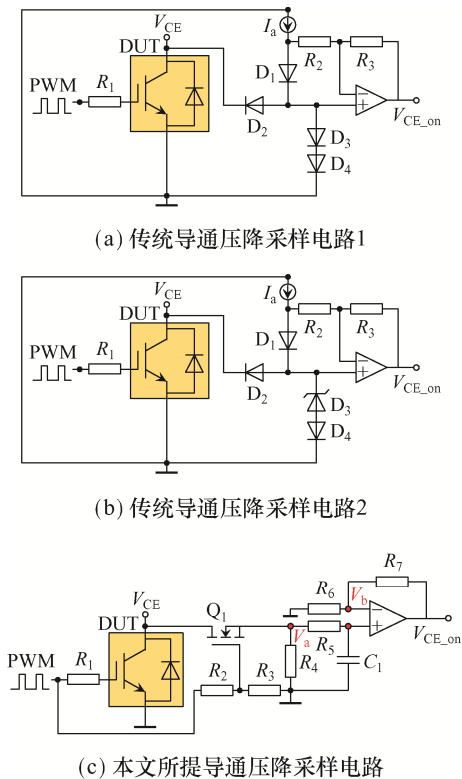 V_CE
DUT
I_a
R_2
R_3
PWM
R_1
D_1
D_2
D_3
D_4
V_CE_on
(a) 传统导通压降采样电路1
V_CE
DUT
I_a
R_2
R_3
PWM
R_1
D_1
D_2
D_3
D_4
V_CE_on
(b) 传统导通压降采样电路2
V_CE
DUT
Q_1
R_6
V_b
R_7
PWM
R_1
V_a
R_5
V_CE_on
R_2
R_3
R_4
C_1
(c) 本文所提导通压降采样电路